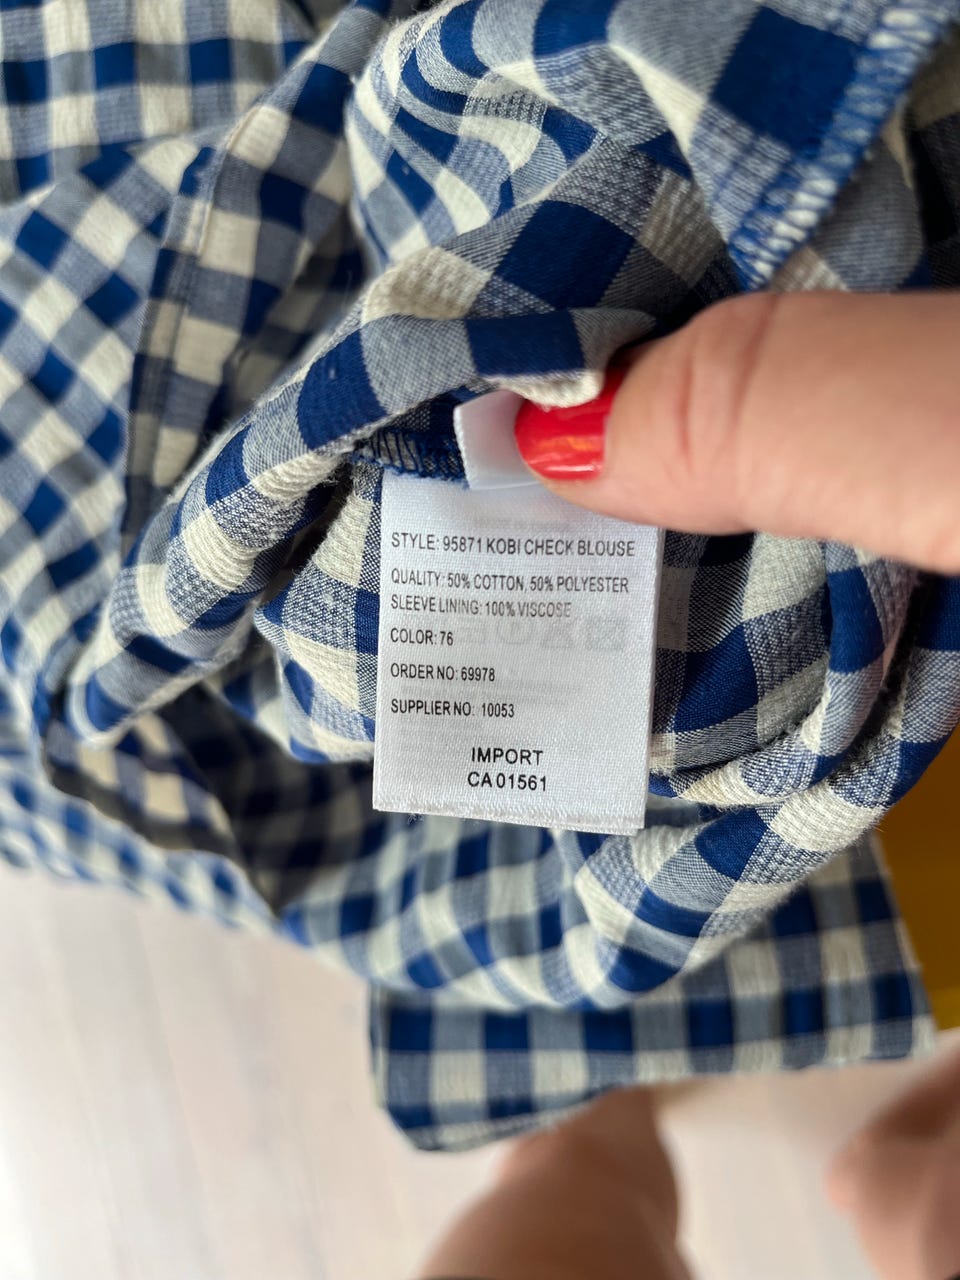 STYLE: 95871 KOBI CHECK BLOUSE
QUALITY: 50% COTTON, 50% POLYESTER
SLEEVE LINING: 100% VISCOSE
COLOR: 76
ORDER NO: 69978
SUPPLIER NO: 10053
IMPORT
CA 01561